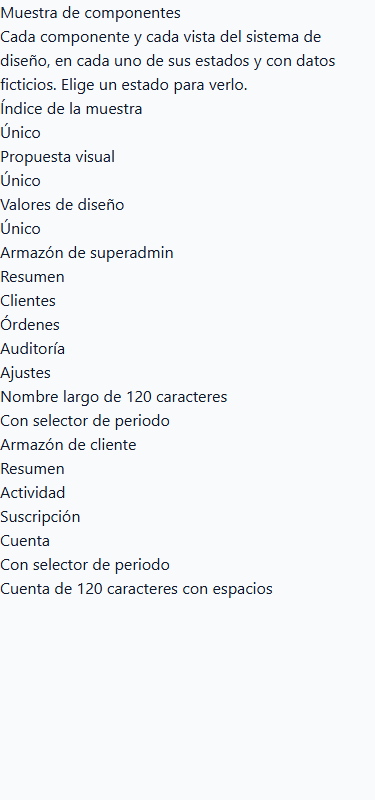 Muestra de componentes
Cada componente y cada vista del sistema de
diseño, en cada uno de sus estados y con datos
ficticios. Elige un estado para verlo.
Índice de la muestra
Único
Propuesta visual
Único
Valores de diseño
Único
Armazón de superadmin
Resumen
Clientes
Órdenes
Auditoría
Ajustes
Nombre largo de 120 caracteres
Con selector de periodo
Armazón de cliente
Resumen
Actividad
Suscripción
Cuenta
Con selector de periodo
Cuenta de 120 caracteres con espacios